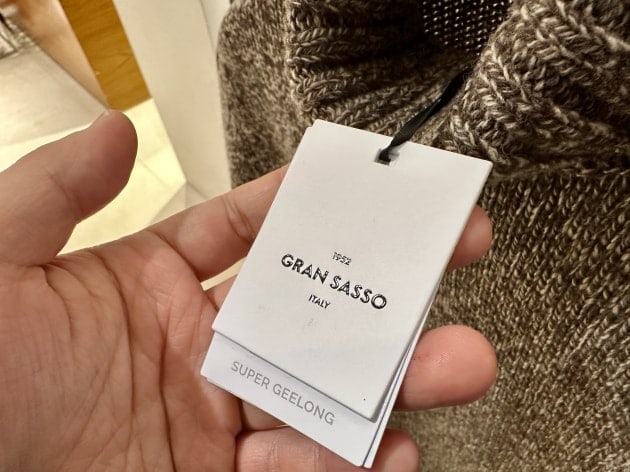 1952
GRAN SASSO
ITALY
SUPER GEELONG